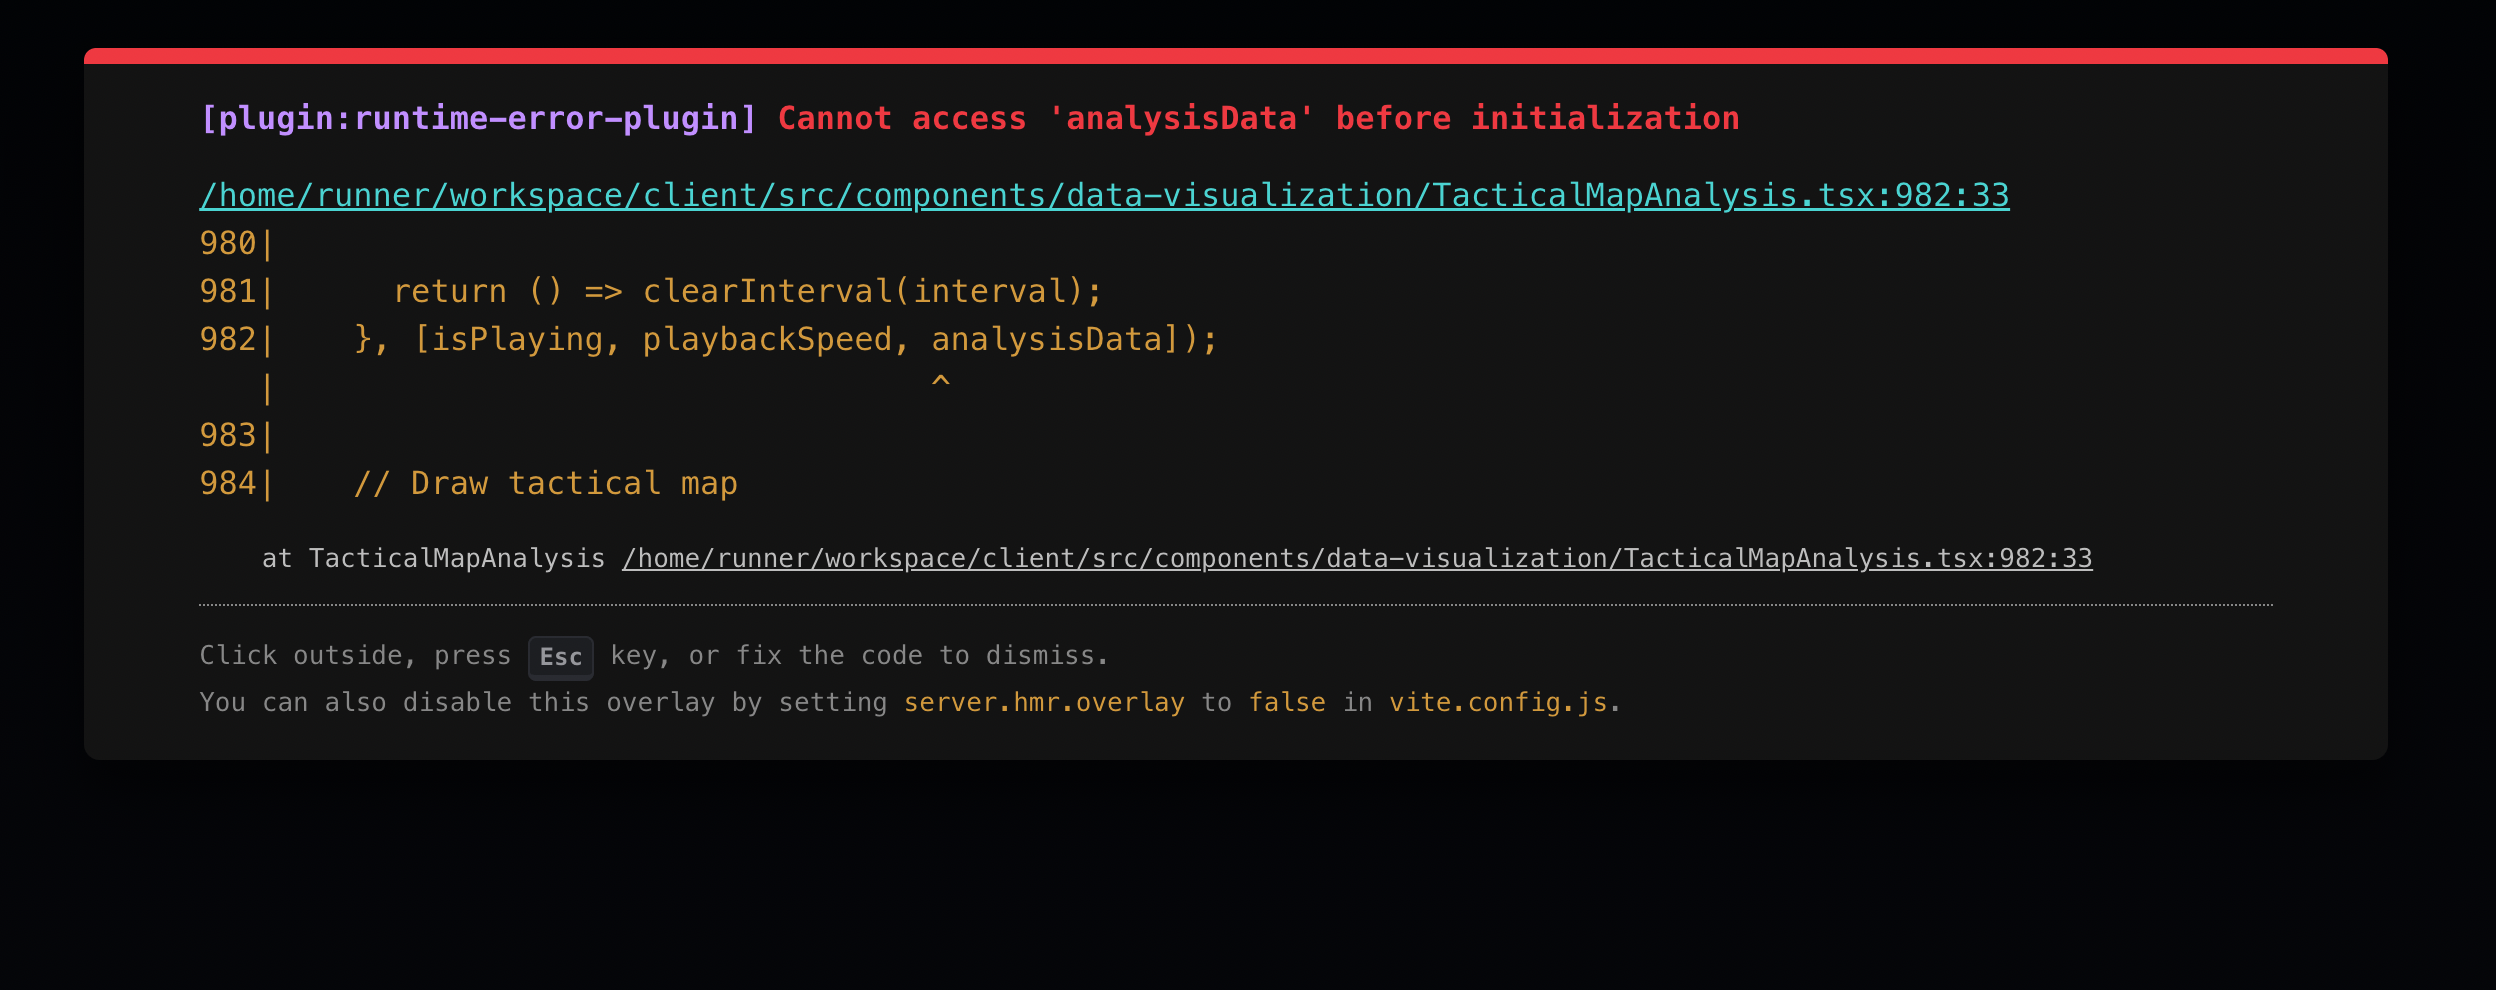 [plugin:runtime-error-plugin] Cannot access 'analysisData' before initialization
/home/runner/workspace/client/src/components/data-visualization/TacticalMapAnalysis.tsx:982:33
980|
981|      return () => clearInterval(interval);
982|    }, [isPlaying, playbackSpeed, analysisData]);
   |                                  ^
983|
984|    // Draw tactical map
at TacticalMapAnalysis /home/runner/workspace/client/src/components/data-visualization/TacticalMapAnalysis.tsx:982:33
Click outside, press Esc key, or fix the code to dismiss.
You can also disable this overlay by setting server.hmr.overlay to false in vite.config.js.